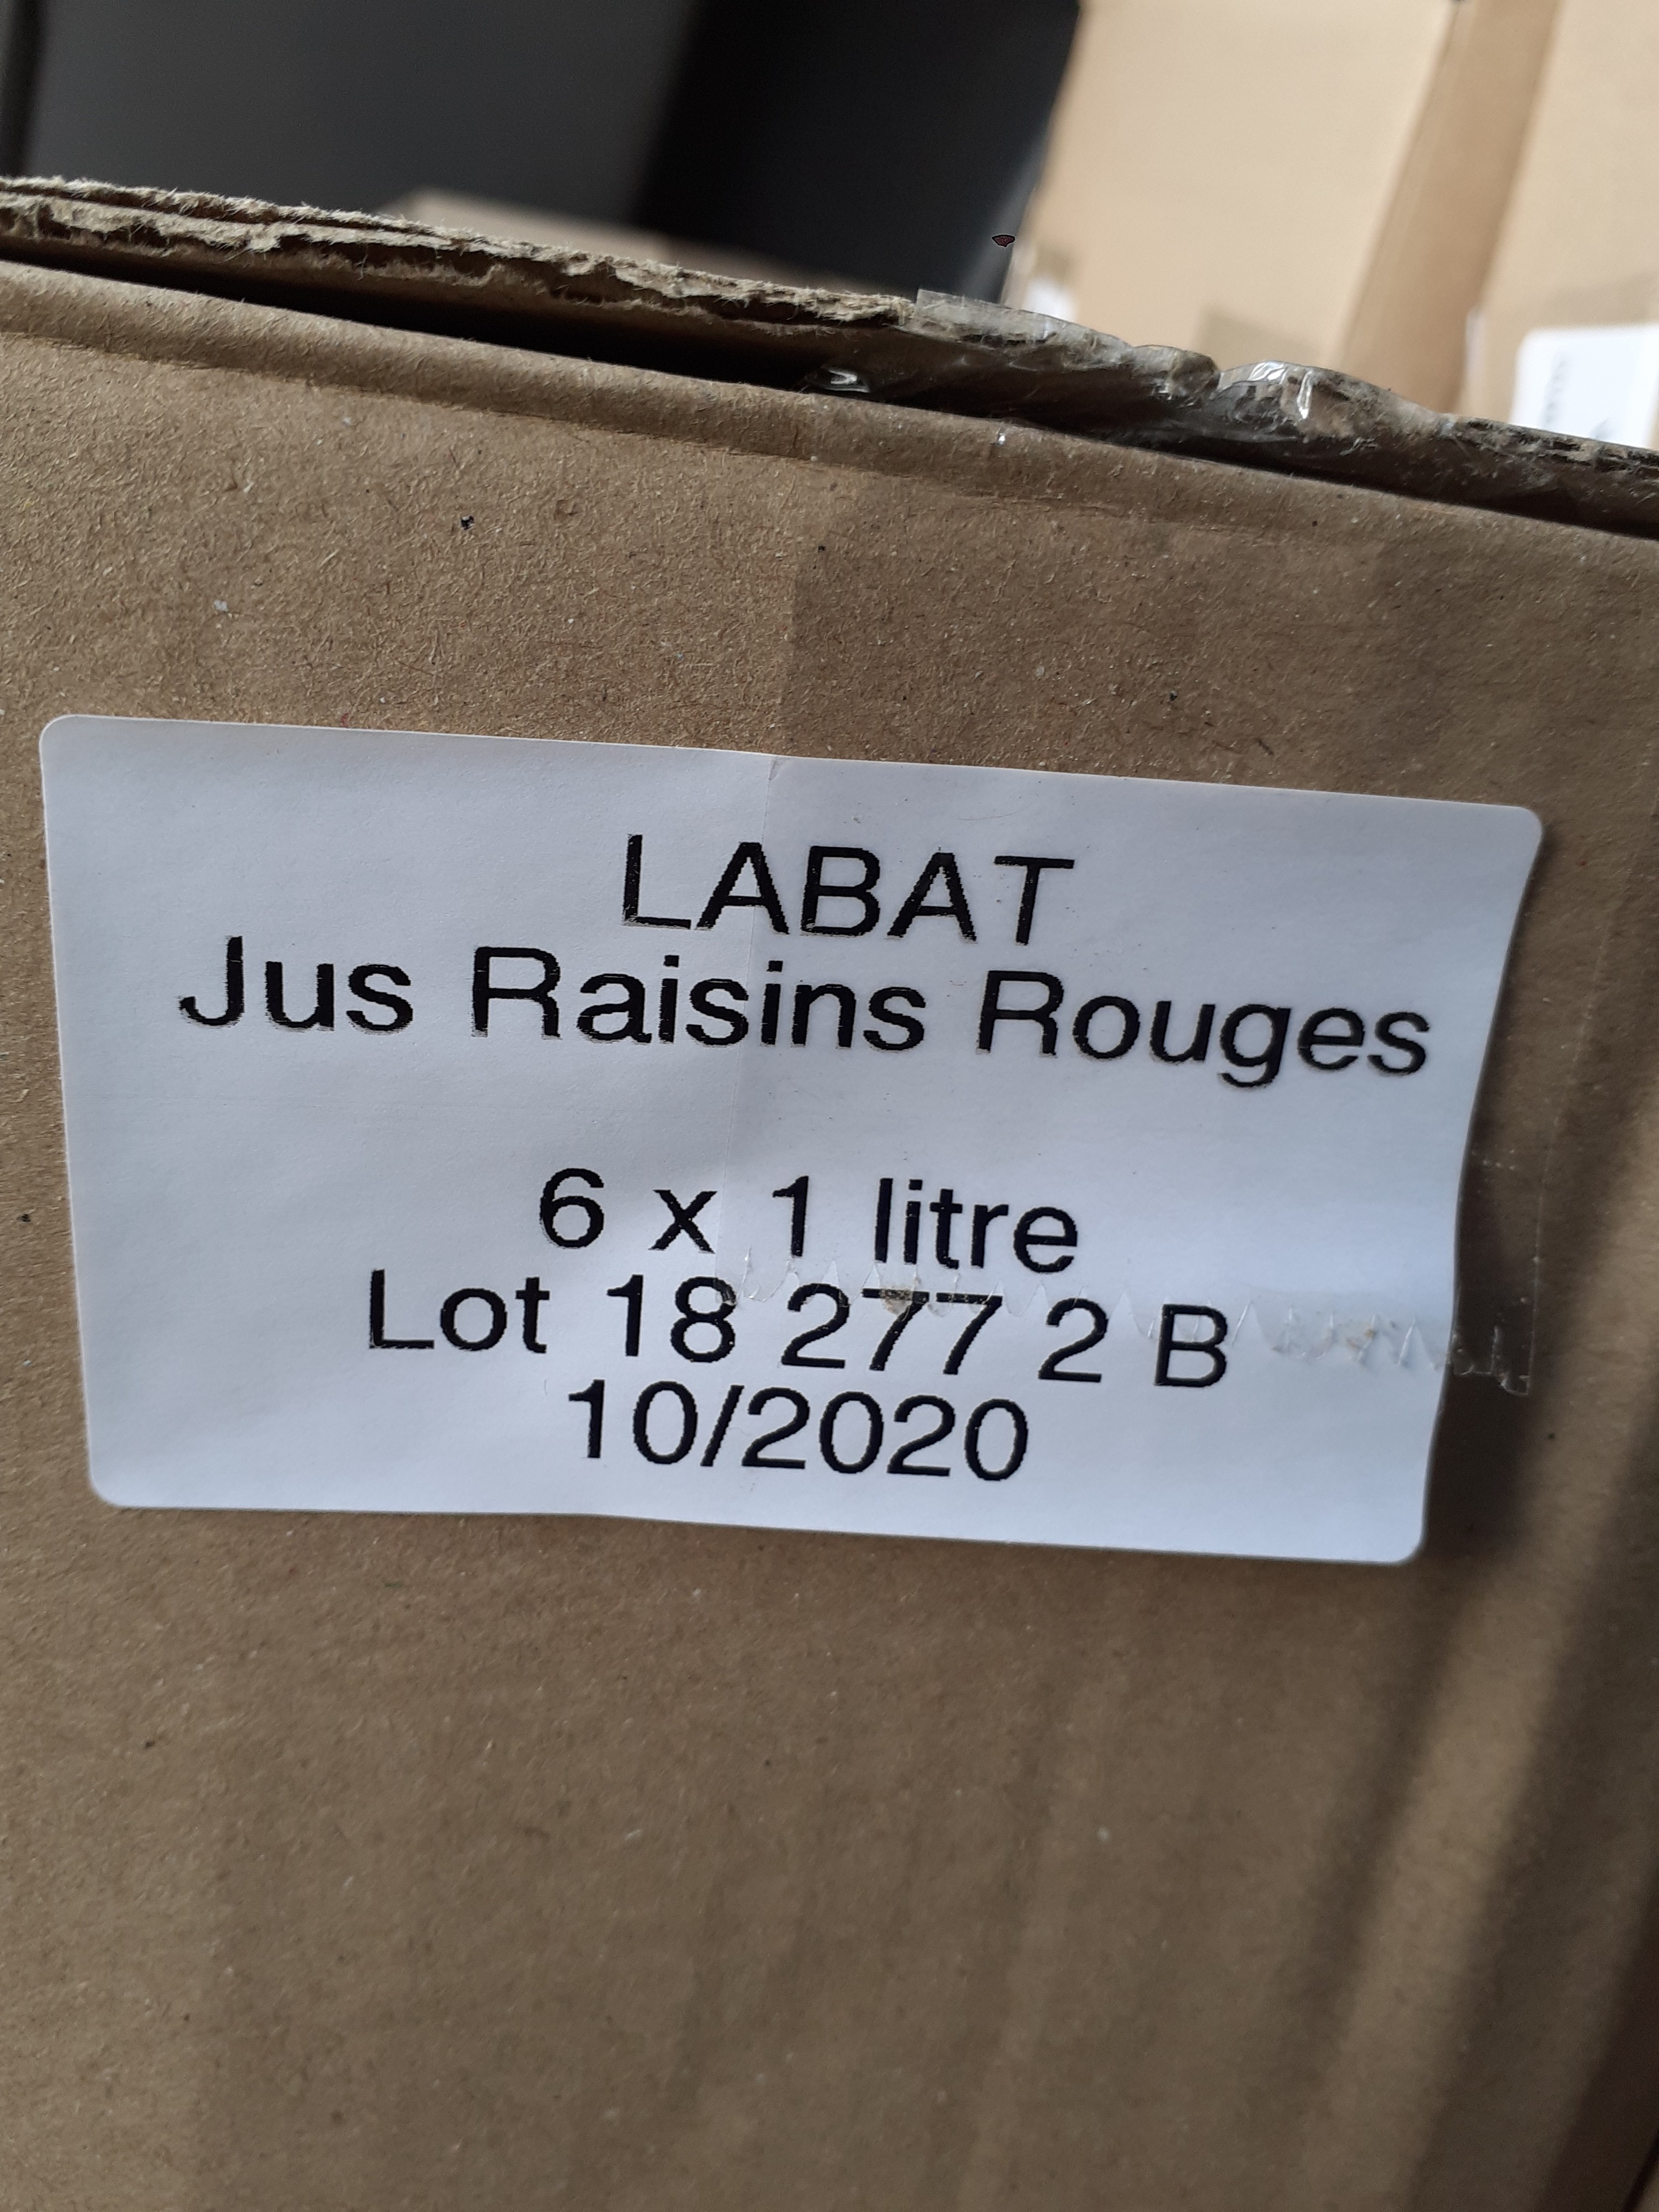 LABAT
Jus Raisins Rouges
6 x 1 litre
Lot 18 277 2 B
10/2020